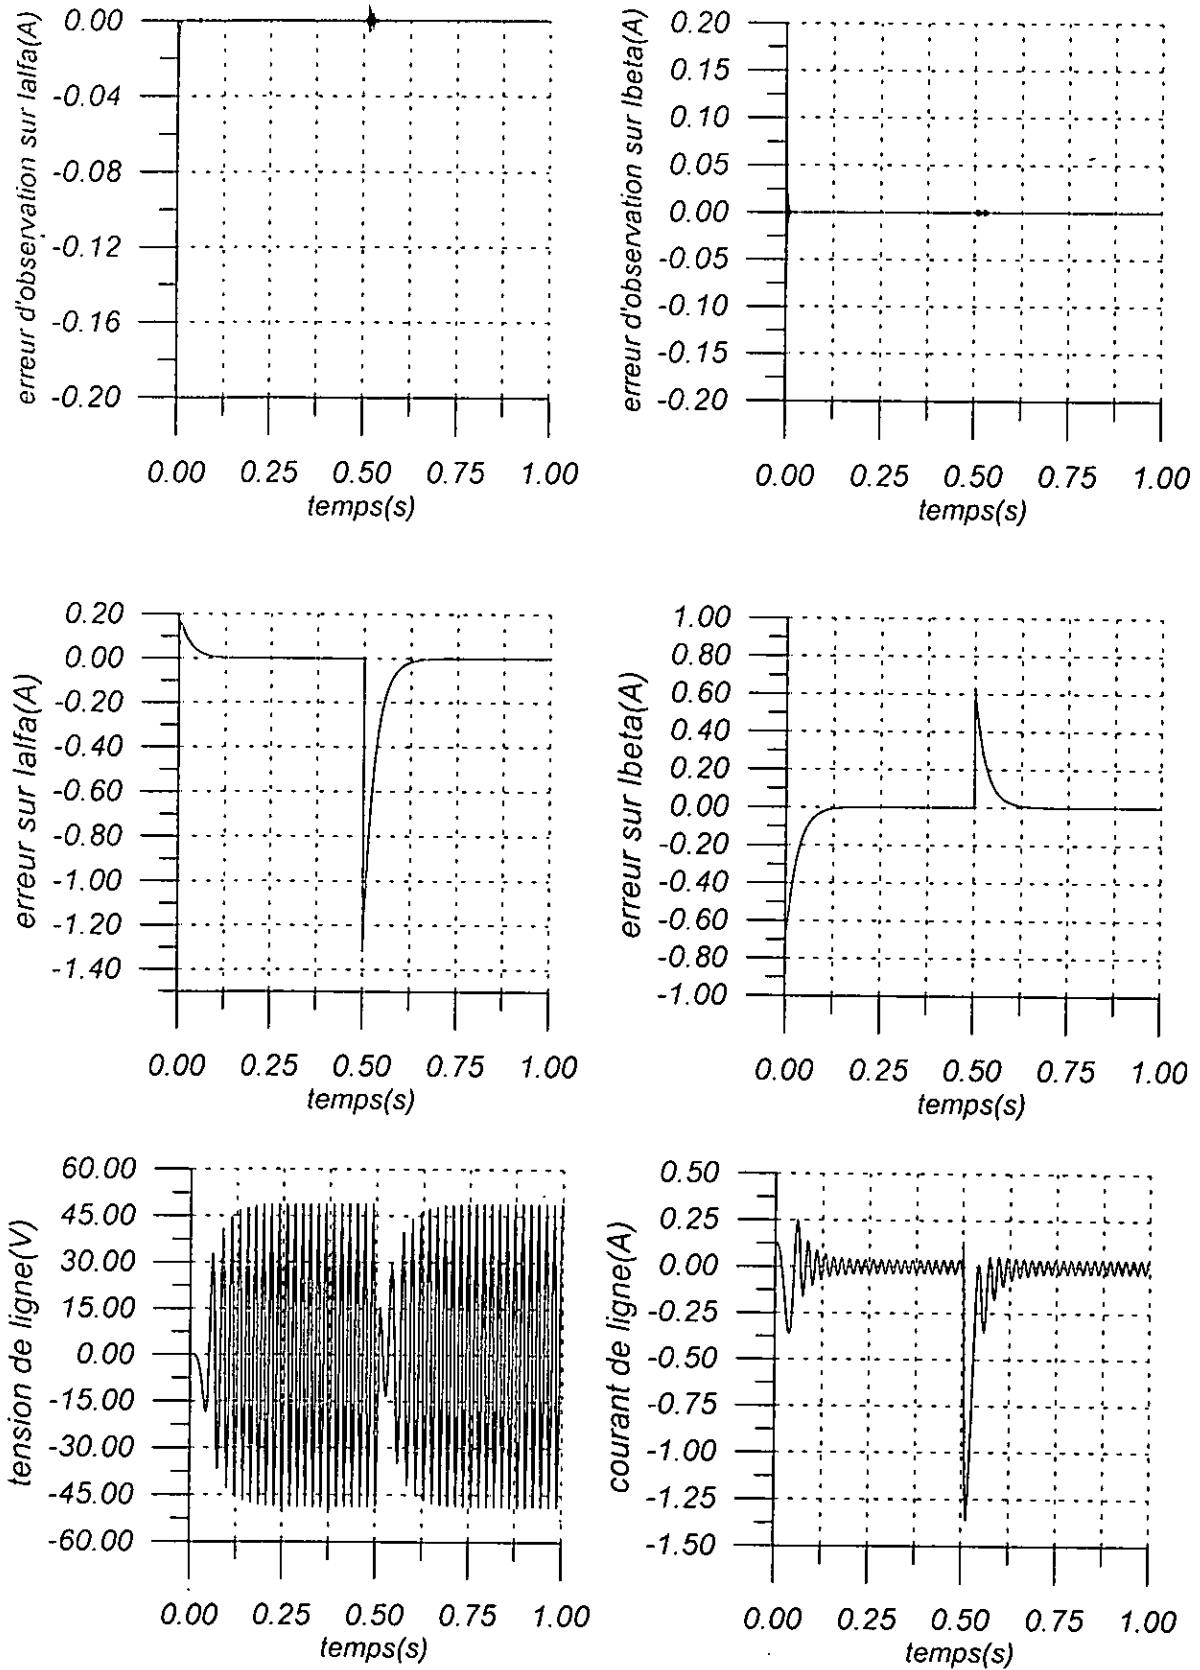 erreur d'observation sur Ialfa(A)
0.00
-0.04
-0.08
-0.12
-0.16
-0.20
0.00 0.25 0.50 0.75 1.00
temps(s)
erreur d'observation sur Ibeta(A)
0.20
0.15
0.10
0.05
0.00
-0.05
-0.10
-0.15
-0.20
0.00 0.25 0.50 0.75 1.00
temps(s)
erreur sur Ialfa(A)
0.20
0.00
-0.20
-0.40
-0.60
-0.80
-1.00
-1.20
-1.40
0.00 0.25 0.50 0.75 1.00
temps(s)
erreur sur Ibeta(A)
1.00
0.80
0.60
0.40
0.20
0.00
-0.20
-0.40
-0.60
-0.80
-1.00
0.00 0.25 0.50 0.75 1.00
temps(s)
tension de ligne(V)
60.00
45.00
30.00
15.00
0.00
-15.00
-30.00
-45.00
-60.00
0.00 0.25 0.50 0.75 1.00
temps(s)
courant de ligne(A)
0.50
0.25
0.00
-0.25
-0.50
-0.75
-1.00
-1.25
-1.50
0.00 0.25 0.50 0.75 1.00
temps(s)